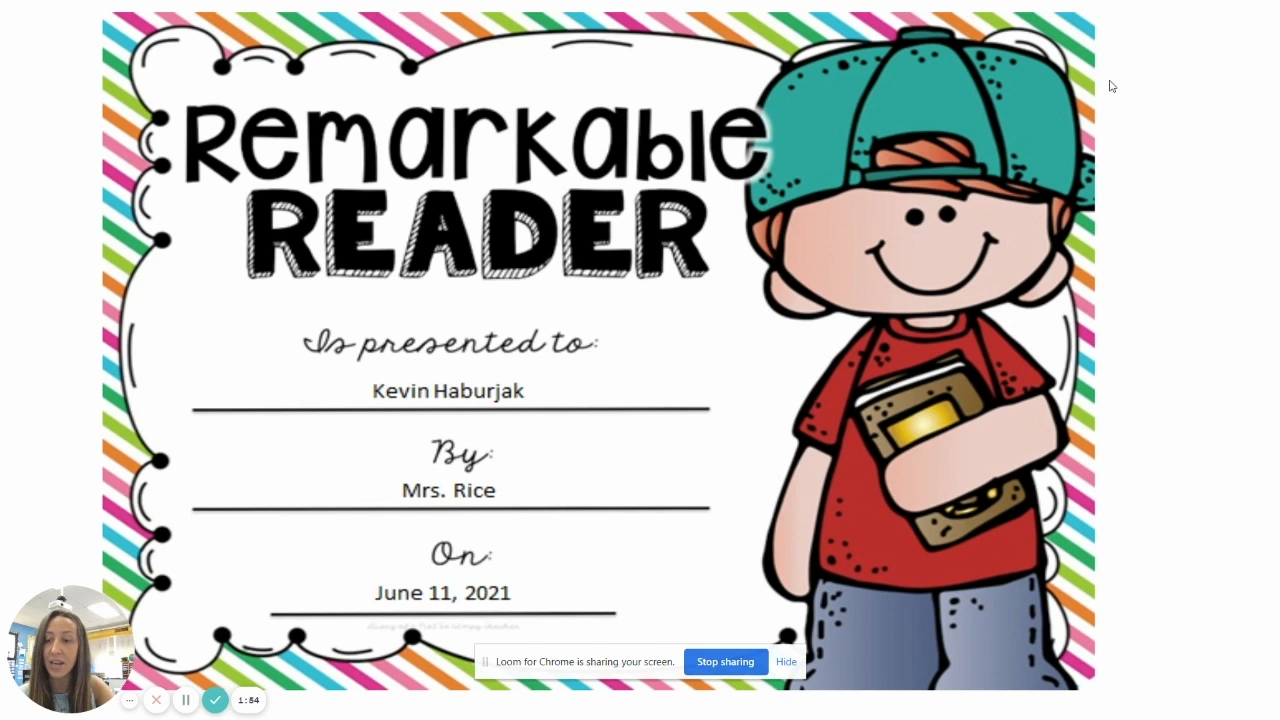 Remarkable
READER
Is presented to:
Kevin Haburjak
By:
Mrs. Rice
On:
June 11, 2021
Loom for Chrome is sharing your screen. Stop sharing Hide
1:54